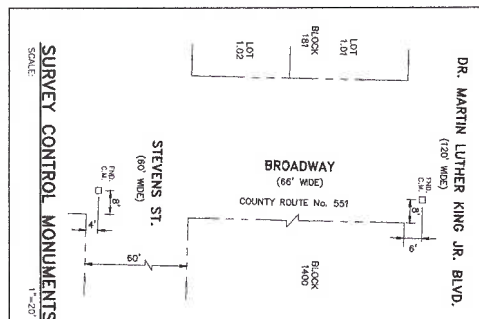 DR. MARTIN LUTHER KING JR. BLVD.
(120' WIDE)
FND.
C.M.
8'
6'
LOT
1.01
BLOCK
181
LOT
1.02
BROADWAY
(66' WIDE)
COUNTY ROUTE No. 551
BLOCK
1400
STEVENS ST.
(60' WIDE)
60'
FND.
C.M.
8'
4'
SURVEY CONTROL MONUMENTS
SCALE: 1"=20'